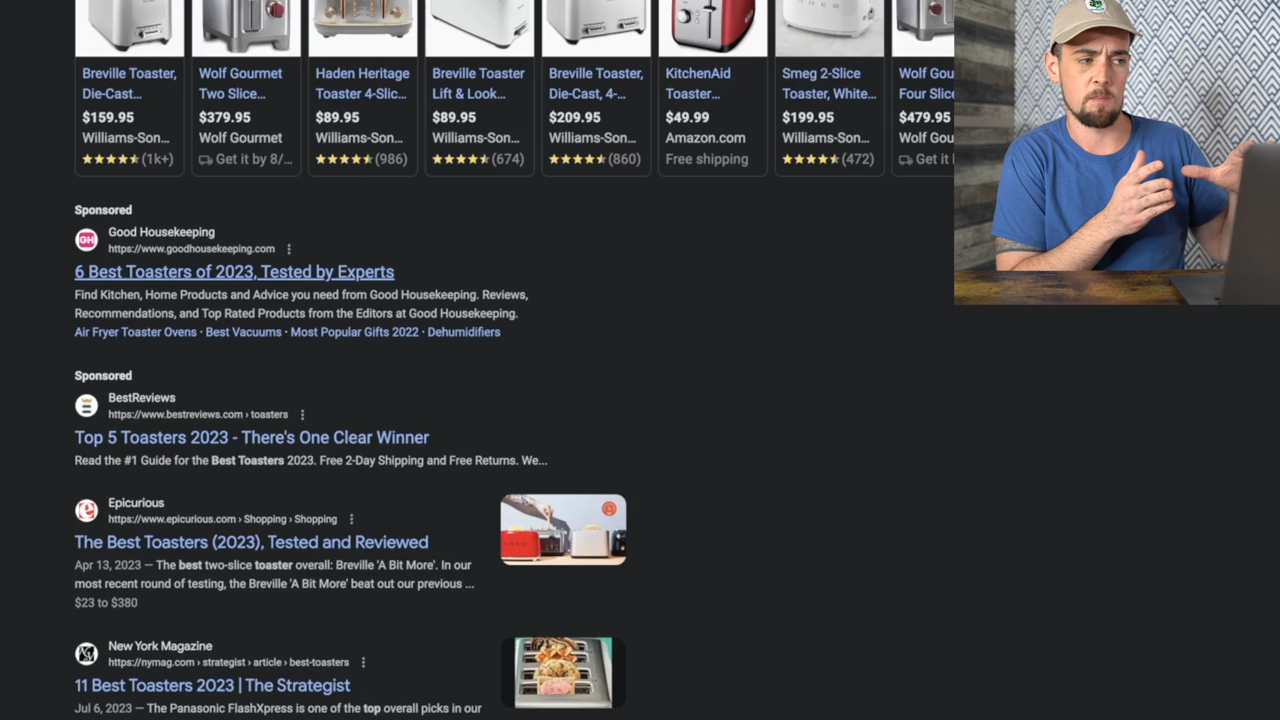 Breville Toaster, Die-Cast…
$159.95
Williams-Son...
(1k+)
Wolf Gourmet Two Slice…
$379.95
Wolf Gourmet
Get it by 8/...
Haden Heritage Toaster 4-Slic…
$89.95
Williams-Son...
(986)
Breville Toaster Lift & Look…
$89.95
Williams-Son...
(674)
Breville Toaster, Die-Cast, 4-…
$209.95
Williams-Son...
(860)
KitchenAid Toaster…
$49.99
Amazon.com
Free shipping
Smeg 2-Slice Toaster, White…
$199.95
Williams-Son...
(472)
Wolf Gou
Four Slice
$479.95
Wolf Gou
Get it
Sponsored
GH
Good Housekeeping
https://www.goodhousekeeping.com
6 Best Toasters of 2023, Tested by Experts
Find Kitchen, Home Products and Advice you need from Good Housekeeping. Reviews,
Recommendations, and Top Rated Products from the Editors at Good Housekeeping.
Air Fryer Toaster Ovens · Best Vacuums · Most Popular Gifts 2022 · Dehumidifiers
Sponsored
BestReviews
https://www.bestreviews.com › toasters
Top 5 Toasters 2023 - There's One Clear Winner
Read the #1 Guide for the Best Toasters 2023. Free 2-Day Shipping and Free Returns. We...
e
Epicurious
https://www.epicurious.com › Shopping › Shopping
The Best Toasters (2023), Tested and Reviewed
Apr 13, 2023 — The best two-slice toaster overall: Breville 'A Bit More'. In our
most recent round of testing, the Breville 'A Bit More' beat out our previous ...
$23 to $380
New York Magazine
https://nymag.com › strategist › article › best-toasters
11 Best Toasters 2023 | The Strategist
Jul 6, 2023 — The Panasonic FlashXpress is one of the top overall picks in our